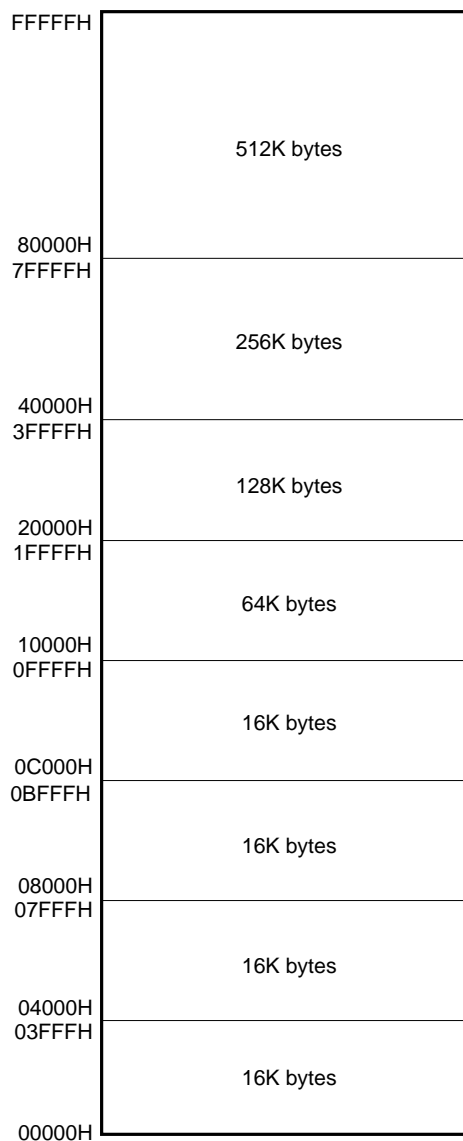 FFFFFH
512K bytes
80000H
7FFFFH
256K bytes
40000H
3FFFFH
128K bytes
20000H
1FFFFH
64K bytes
10000H
0FFFFH
16K bytes
0C000H
0BFFFH
16K bytes
08000H
07FFFH
16K bytes
04000H
03FFFH
16K bytes
00000H